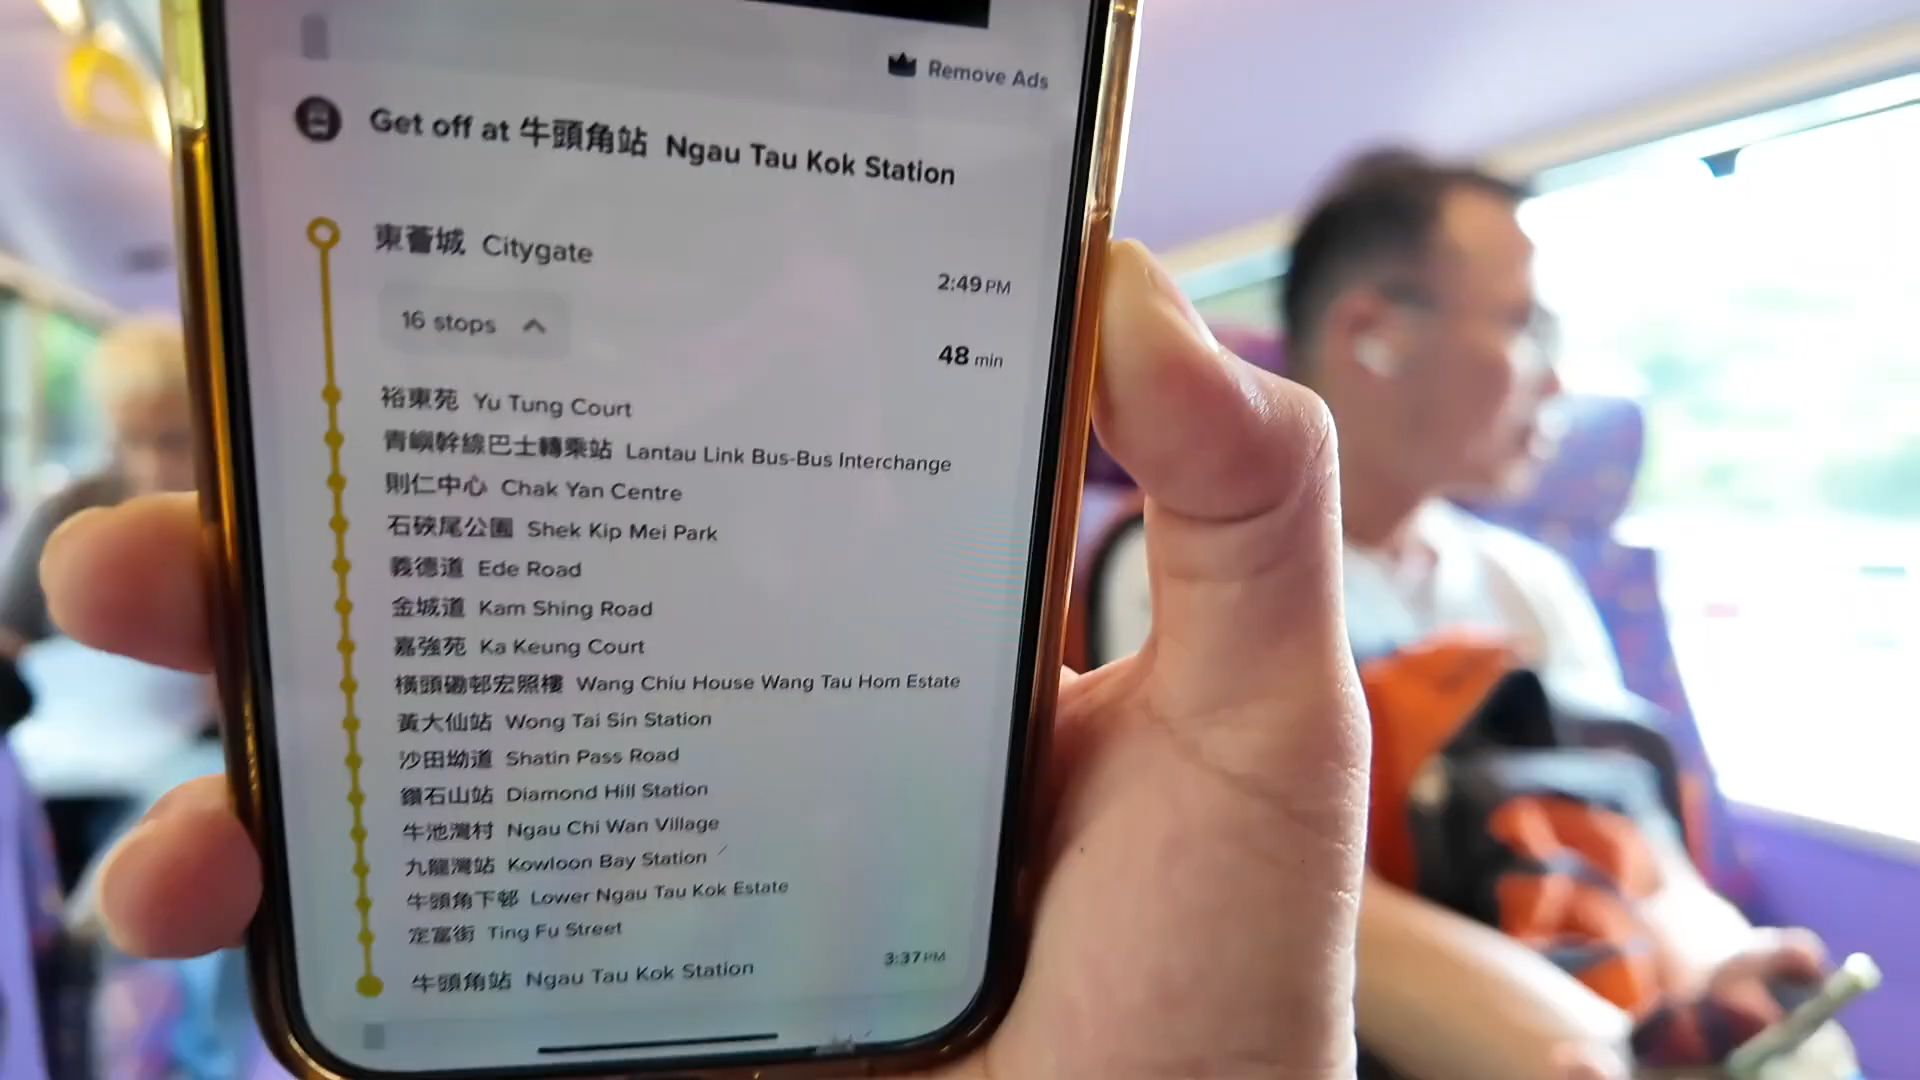 Remove Ads
Get off at 牛頭角站 Ngau Tau Kok Station
東薈城 Citygate
2:49 PM
16 stops
48 min
裕東苑 Yu Tung Court
青嶼幹線巴士轉乘站 Lantau Link Bus-Bus Interchange
則仁中心 Chak Yan Centre
石硤尾公園 Shek Kip Mei Park
義德道 Ede Road
金城道 Kam Shing Road
嘉強苑 Ka Keung Court
橫頭磡邨宏照樓 Wang Chiu House Wang Tau Hom Estate
黃大仙站 Wong Tai Sin Station
沙田坳道 Shatin Pass Road
鑽石山站 Diamond Hill Station
牛池灣村 Ngau Chi Wan Village
九龍灣站 Kowloon Bay Station
牛頭角下邨 Lower Ngau Tau Kok Estate
定富街 Ting Fu Street
牛頭角站 Ngau Tau Kok Station
3:37 PM